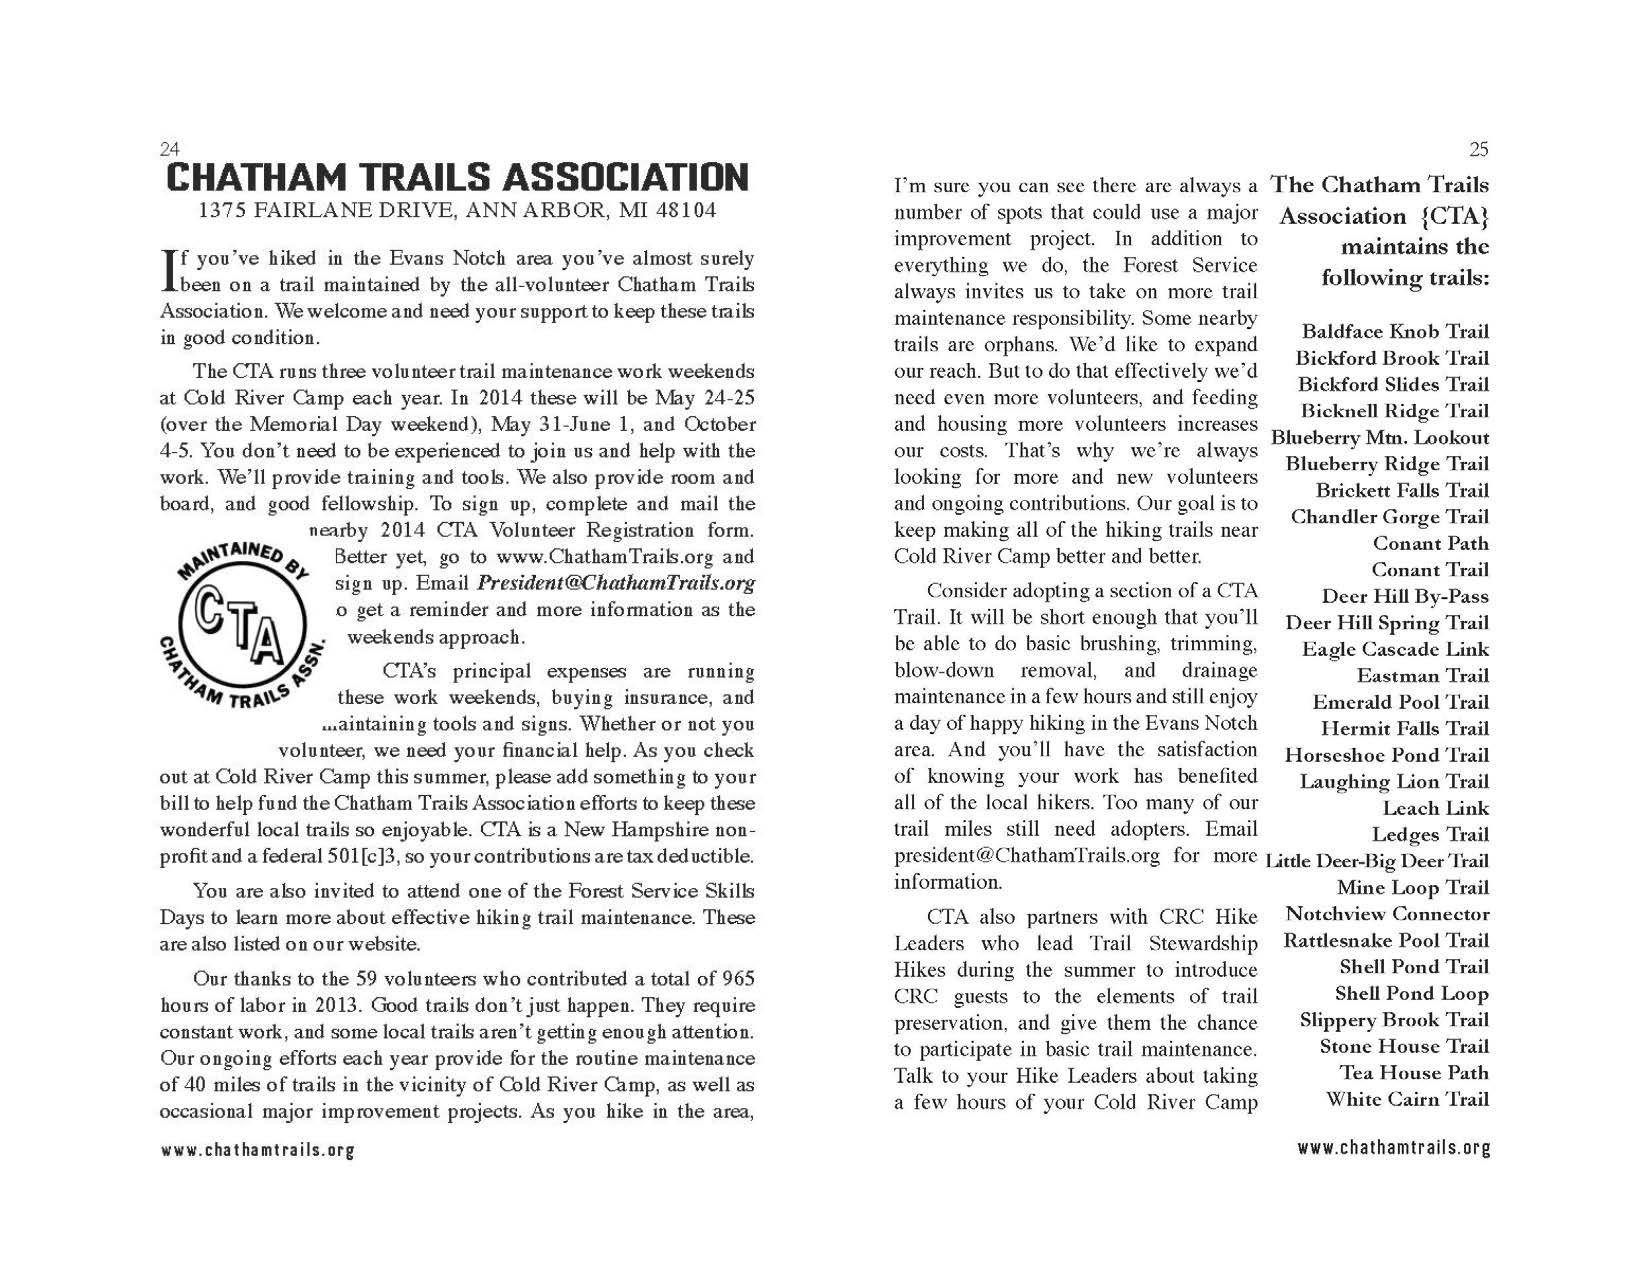 24
CHATHAM TRAILS ASSOCIATION
1375 FAIRLANE DRIVE, ANN ARBOR, MI 48104
If you've hiked in the Evans Notch area you've almost surely
been on a trail maintained by the all-volunteer Chatham Trails
Association. We welcome and need your support to keep these trails
in good condition.
The CTA runs three volunteer trail maintenance work weekends
at Cold River Camp each year. In 2014 these will be May 24-25
(over the Memorial Day weekend), May 31-June 1, and October
4-5. You don't need to be experienced to join us and help with the
work. We'll provide training and tools. We also provide room and
board, and good fellowship. To sign up, complete and mail the
nearby 2014 CTA Volunteer Registration form.
Better yet, go to www.ChathamTrails.org and
sign up. Email President@ChathamTrails.org
o get a reminder and more information as the
weekends approach.
MAINTAINED BY
CTA
CHATHAM TRAILS ASSN.
CTA's principal expenses are running
these work weekends, buying insurance, and
...aintaining tools and signs. Whether or not you
volunteer, we need your financial help. As you check
out at Cold River Camp this summer, please add something to your
bill to help fund the Chatham Trails Association efforts to keep these
wonderful local trails so enjoyable. CTA is a New Hampshire non-
profit and a federal 501[c]3, so your contributions are tax deductible.
You are also invited to attend one of the Forest Service Skills
Days to learn more about effective hiking trail maintenance. These
are also listed on our website.
Our thanks to the 59 volunteers who contributed a total of 965
hours of labor in 2013. Good trails don't just happen. They require
constant work, and some local trails aren't getting enough attention.
Our ongoing efforts each year provide for the routine maintenance
of 40 miles of trails in the vicinity of Cold River Camp, as well as
occasional major improvement projects. As you hike in the area,
www.chathamtrails.org
25
I'm sure you can see there are always a
number of spots that could use a major
improvement project. In addition to
everything we do, the Forest Service
always invites us to take on more trail
maintenance responsibility. Some nearby
trails are orphans. We'd like to expand
our reach. But to do that effectively we'd
need even more volunteers, and feeding
and housing more volunteers increases
our costs. That's why we're always
looking for more and new volunteers
and ongoing contributions. Our goal is to
keep making all of the hiking trails near
Cold River Camp better and better.
Consider adopting a section of a CTA
Trail. It will be short enough that you'll
be able to do basic brushing, trimming,
blow-down removal, and drainage
maintenance in a few hours and still enjoy
a day of happy hiking in the Evans Notch
area. And you'll have the satisfaction
of knowing your work has benefited
all of the local hikers. Too many of our
trail miles still need adopters. Email
president@ChathamTrails.org for more
information.
CTA also partners with CRC Hike
Leaders who lead Trail Stewardship
Hikes during the summer to introduce
CRC guests to the elements of trail
preservation, and give them the chance
to participate in basic trail maintenance.
Talk to your Hike Leaders about taking
a few hours of your Cold River Camp
The Chatham Trails
Association {CTA}
maintains the
following trails:
Baldface Knob Trail
Bickford Brook Trail
Bickford Slides Trail
Bicknell Ridge Trail
Blueberry Mtn. Lookout
Blueberry Ridge Trail
Brickett Falls Trail
Chandler Gorge Trail
Conant Path
Conant Trail
Deer Hill By-Pass
Deer Hill Spring Trail
Eagle Cascade Link
Eastman Trail
Emerald Pool Trail
Hermit Falls Trail
Horseshoe Pond Trail
Laughing Lion Trail
Leach Link
Ledges Trail
Little Deer-Big Deer Trail
Mine Loop Trail
Notchview Connector
Rattlesnake Pool Trail
Shell Pond Trail
Shell Pond Loop
Slippery Brook Trail
Stone House Trail
Tea House Path
White Cairn Trail
www.chathamtrails.org